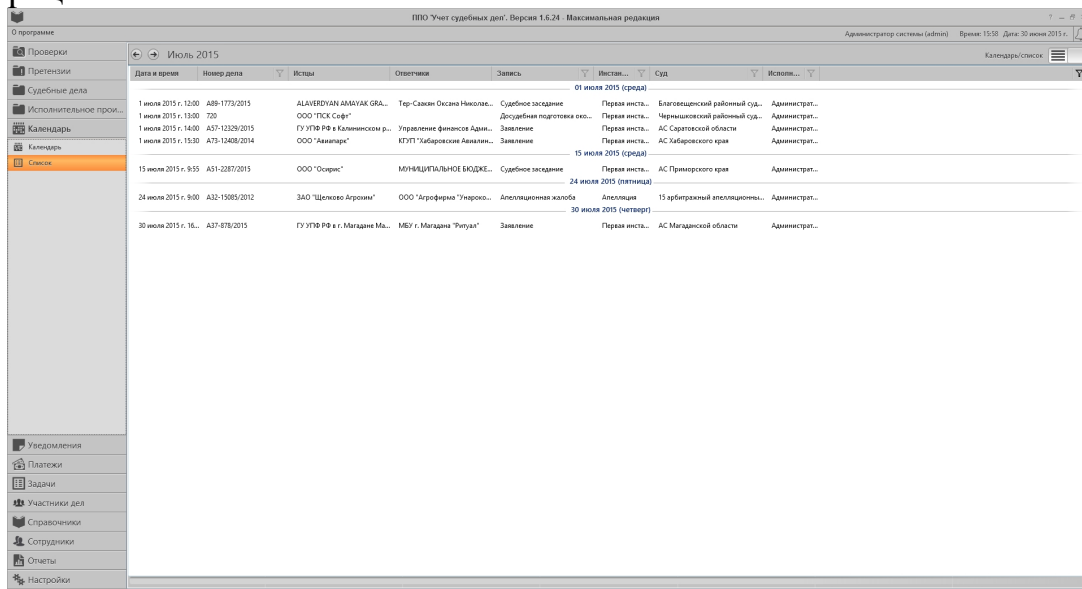 ППО 'Учет судебных дел'. Версия 1.6.24 - Максимальная редакция
О программе
Администратор системы (admin) Время: 15:58 Дата: 30 июня 2015 г.
Проверки
Претензии
Судебные дела
Исполнительное прои...
Календарь
Календарь
Список
Июль 2015
Календарь/список
Дата и время Номер дела Истцы Ответчики Запись Инстан... Суд Исполн...
01 июля 2015 (среда)
1 июля 2015 г. 12:00 А89-1773/2015 ALAVERDYAN AMAYAK GRA... Тер-Саакян Оксана Николае... Судебное заседание Первая инста... Благовещенский районный суд... Администрат...
1 июля 2015 г. 13:00 720 ООО "ПСК Софт" Досудебная подготовка око... Первая инста... Чернышковский районный суд... Администрат...
1 июля 2015 г. 14:00 А57-12329/2015 ГУ УПФ РФ в Калининском р... Управление финансов Адми... Заявление Первая инста... АС Саратовской области Администрат...
1 июля 2015 г. 15:30 А73-12408/2014 ООО "Авиапарк" КГУП "Хабаровские Авиалин... Заявление Первая инста... АС Хабаровского края Администрат...
15 июля 2015 (среда)
15 июля 2015 г. 9:55 А51-2287/2015 ООО "Осирис" МУНИЦИПАЛЬНОЕ БЮДЖЕ... Судебное заседание Первая инста... АС Приморского края Администрат...
24 июля 2015 (пятница)
24 июля 2015 г. 9:00 А32-15085/2012 ЗАО "Щелково Агрохим" ООО "Агрофирма "Унароко... Апелляционная жалоба Апелляция 15 арбитражный апелляционны... Администрат...
30 июля 2015 (четверг)
30 июля 2015 г. 16... А37-878/2015 ГУ УПФ РФ в г. Магадане Ма... МБУ г. Магадана "Ритуал" Заявление Первая инста... АС Магаданской области Администрат...
Уведомления
Платежи
Задачи
Участники дел
Справочники
Сотрудники
Отчеты
Настройки